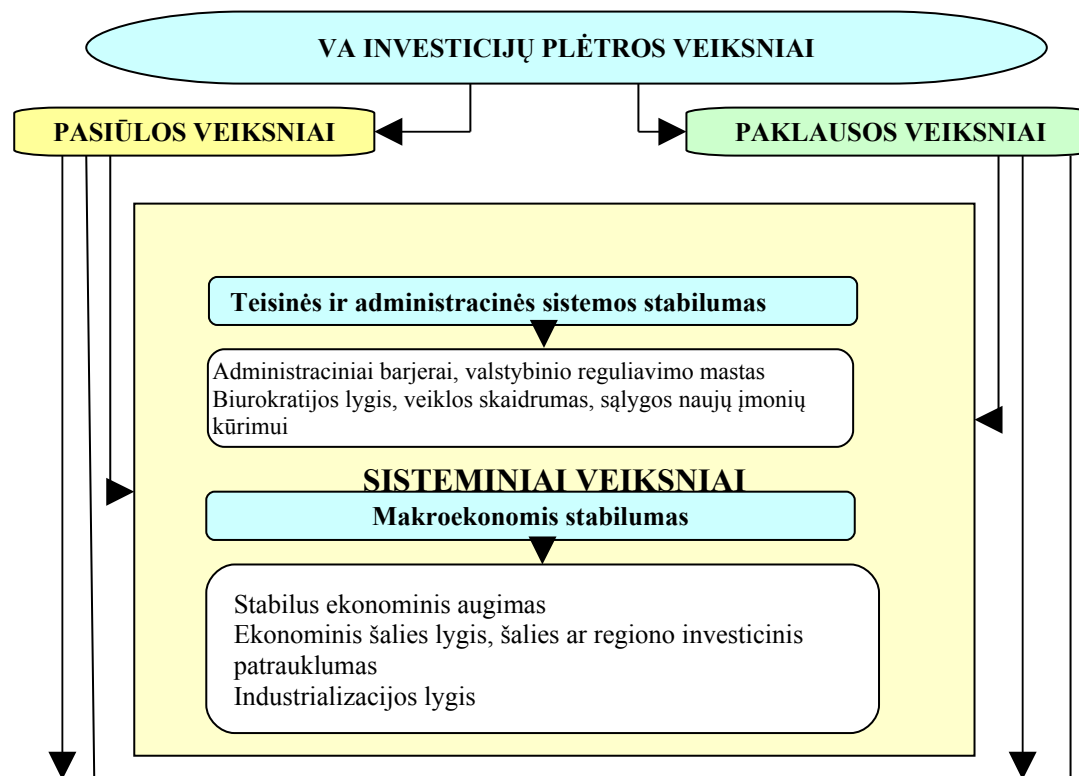 VA INVESTICIJŲ PLĖTROS VEIKSNIAI
PASIŪLOS VEIKSNIAI
PAKLAUSOS VEIKSNIAI
Teisinės ir administracinės sistemos stabilumas
Administraciniai barjerai, valstybinio reguliavimo mastas
Biurokratijos lygis, veiklos skaidrumas, sąlygos naujų įmonių
kūrimui
SISTEMINIAI VEIKSNIAI
Makroekonomis stabilumas
Stabilus ekonominis augimas
Ekonominis šalies lygis, šalies ar regiono investicinis
patrauklumas
Industrializacijos lygis